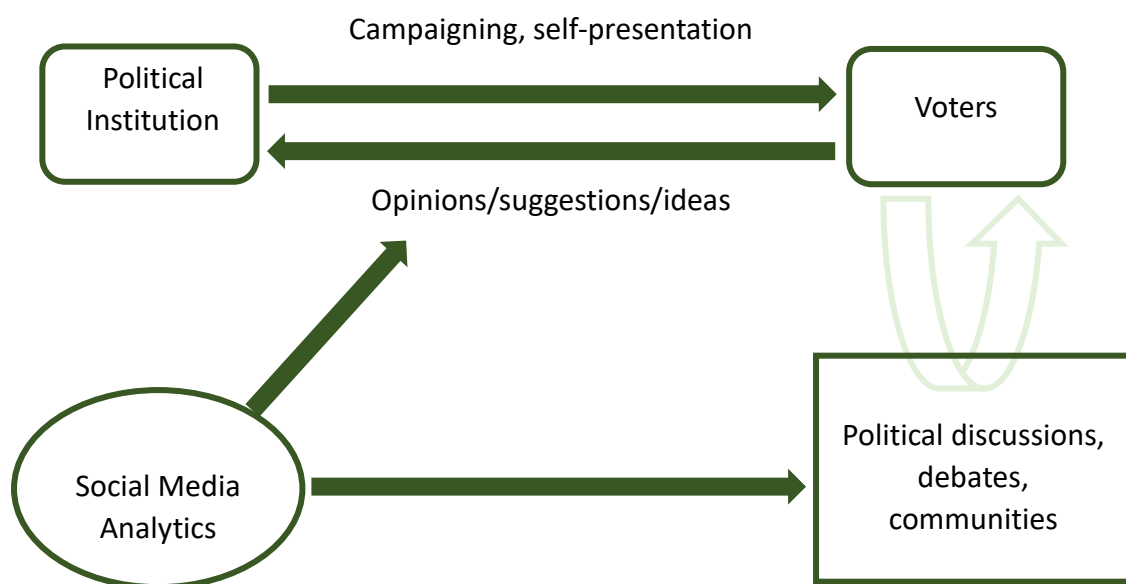 Campaigning, self-presentation
Political
Institution
Voters
Opinions/suggestions/ideas
Social Media
Analytics
Political discussions,
debates,
communities